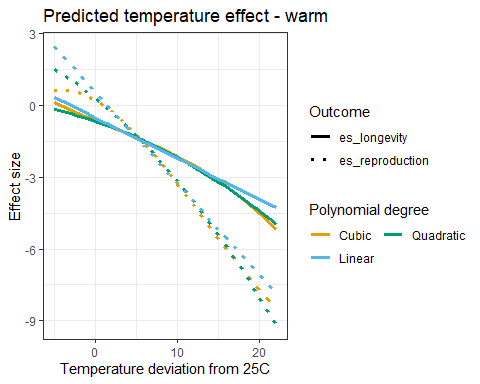 Predicted temperature effect - warm
3
0
-3
-6
-9
Effect size
0
10
20
Temperature deviation from 25C
Outcome
es_longevity
es_reproduction
Polynomial degree
Cubic
Quadratic
Linear